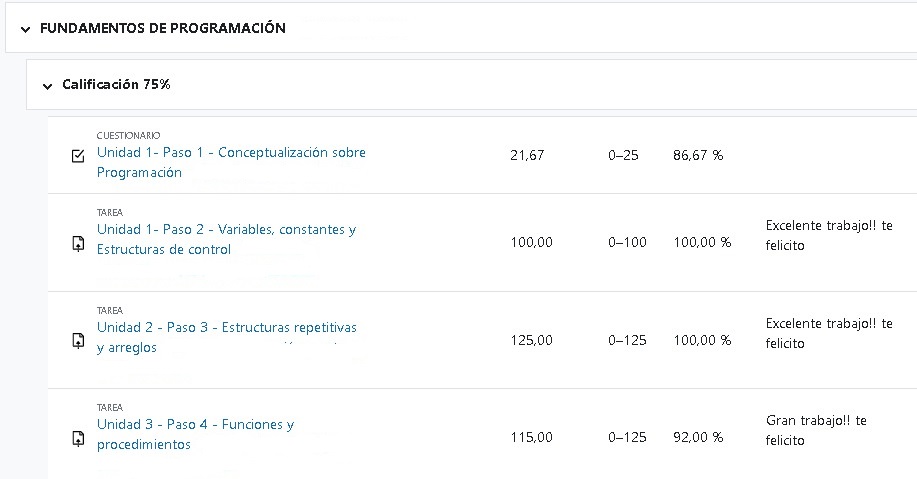 FUNDAMENTOS DE PROGRAMACIÓN
Calificación 75%
CUESTIONARIO
Unidad 1- Paso 1 - Conceptualización sobre
Programación
21,67 0–25 86,67 %
TAREA
Unidad 1- Paso 2 - Variables, constantes y
Estructuras de control
100,00 0–100 100,00 %
Excelente trabajo!! te
felicito
TAREA
Unidad 2 - Paso 3 - Estructuras repetitivas
y arreglos
125,00 0–125 100,00 %
Excelente trabajo!! te
felicito
TAREA
Unidad 3 - Paso 4 - Funciones y
procedimientos
115,00 0–125 92,00 %
Gran trabajo!! te
felicito